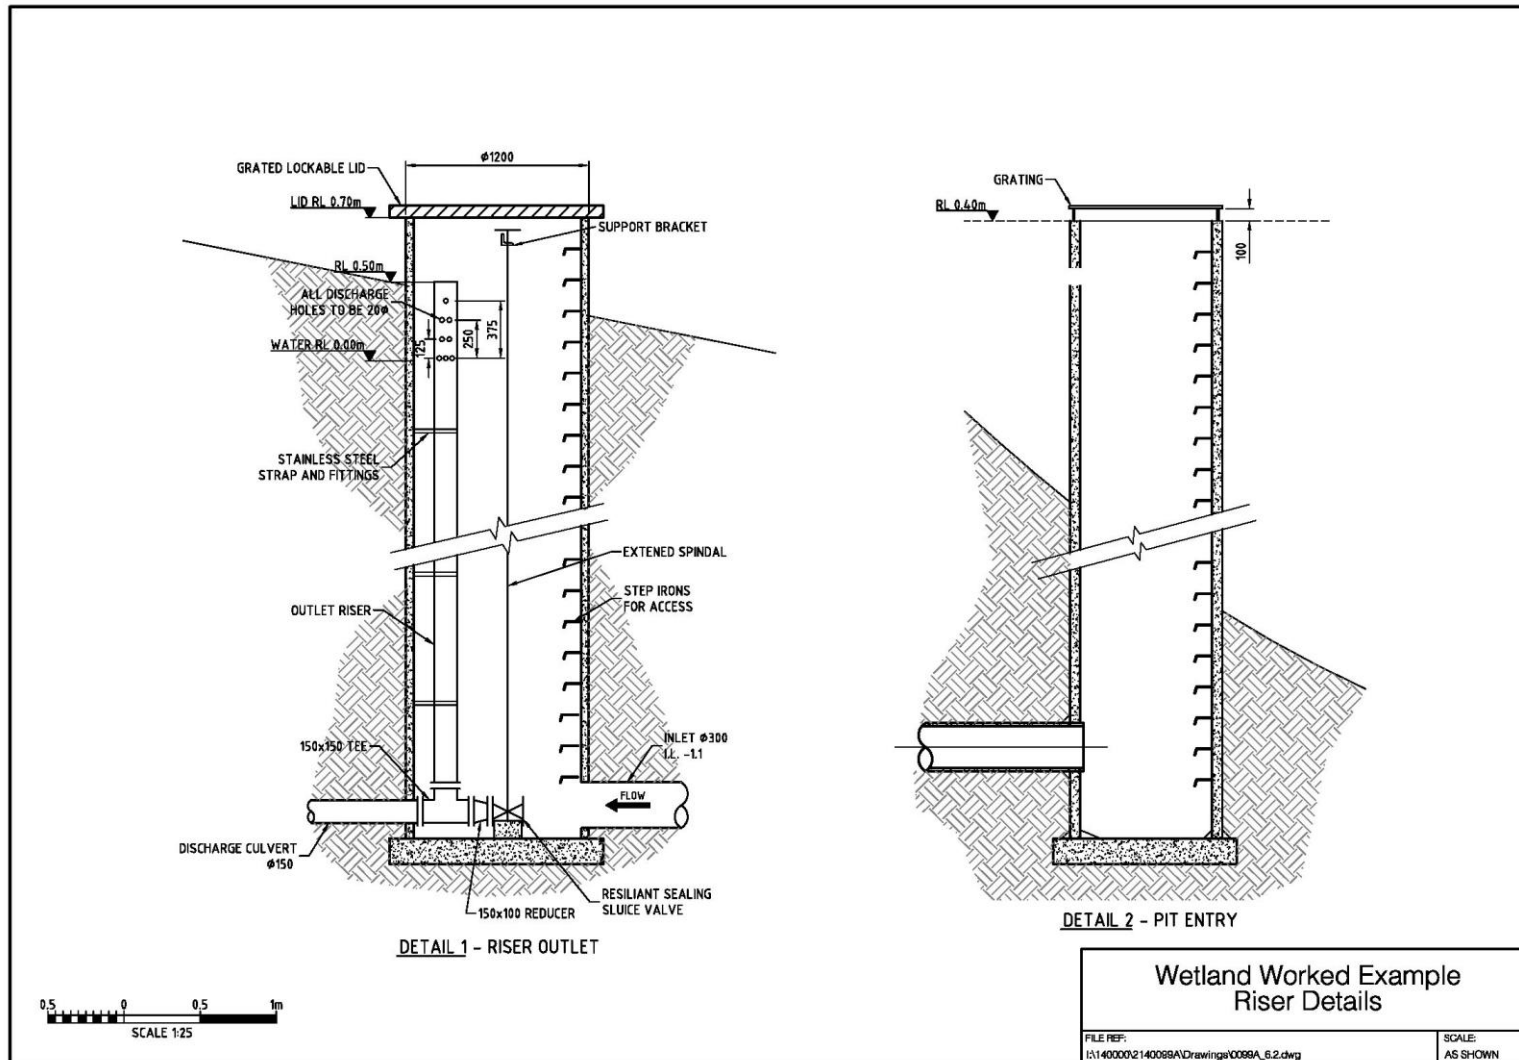 ø1200
GRATED LOCKABLE LID
LID RL 0.70m
SUPPORT BRACKET
RL 0.50m
ALL DISCHARGE
HOLES TO BE 20ø
WATER RL 0.00m
125
250
375
STAINLESS STEEL
STRAP AND FITTINGS
EXTENED SPINDAL
STEP IRONS
FOR ACCESS
OUTLET RISER
150x150 TEE
INLET ø300
I.L. -1.1
FLOW
DISCHARGE CULVERT
ø150
150x100 REDUCER
RESILIANT SEALING
SLUICE VALVE
DETAIL 1 - RISER OUTLET
GRATING
RL 0.40m
100
DETAIL 2 - PIT ENTRY
0.5 0 0.5 1m
SCALE 1:25
Wetland Worked Example
Riser Details
FILE REF:
I:\140000\2140099A\Drawings\0099A_6.2.dwg
SCALE:
AS SHOWN